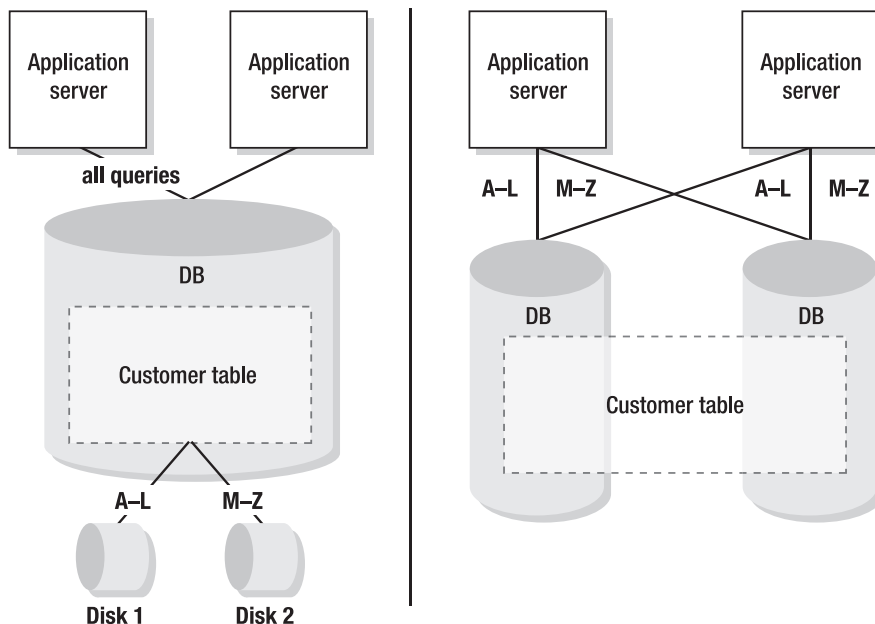 Application
server
Application
server
all queries
DB
Customer table
A–L
M–Z
Disk 1
Disk 2
Application
server
Application
server
A–L
M–Z
A–L
M–Z
DB
DB
Customer table